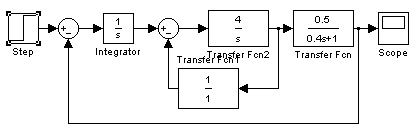 +
−
1
s
+
−
4
s
0.5
0.4s+1
Step
Integrator
Transfer Fcn2
Transfer Fcn
Scope
Transfer Fcn1
1
1